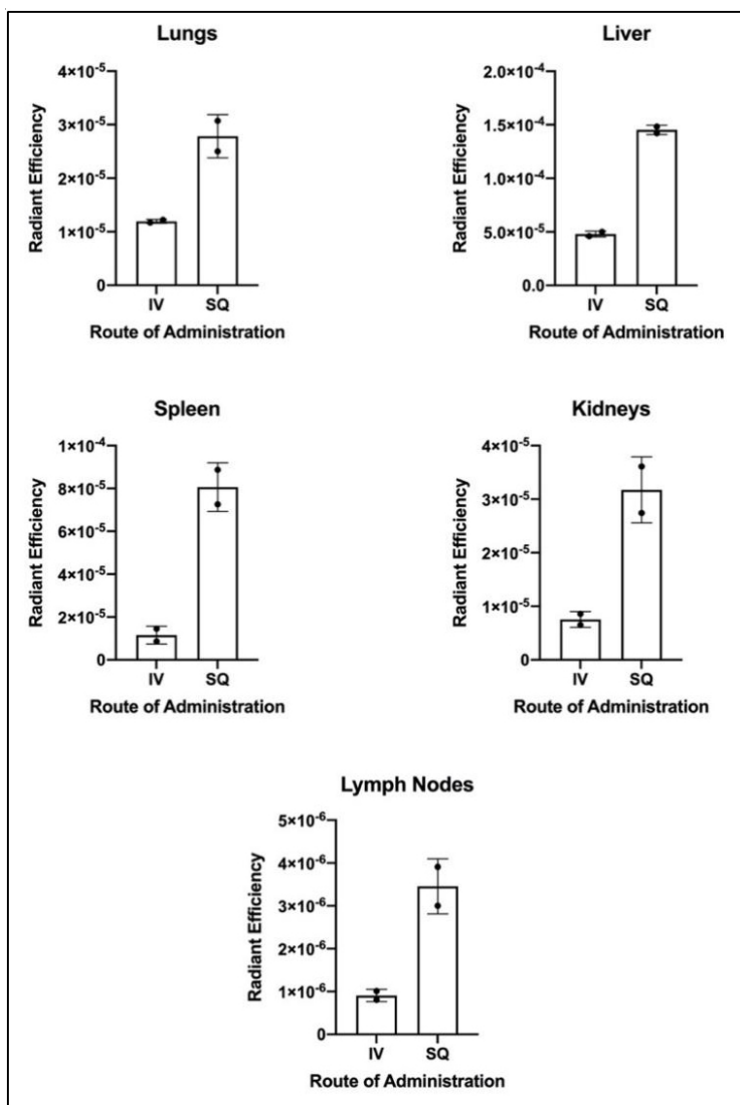 Lungs
Radiant Efficiency
4×10⁻⁵
3×10⁻⁵
2×10⁻⁵
1×10⁻⁵
0
IV SQ
Route of Administration
Liver
Radiant Efficiency
2.0×10⁻⁴
1.5×10⁻⁴
1.0×10⁻⁴
5.0×10⁻⁵
0.0
IV SQ
Route of Administration
Spleen
Radiant Efficiency
1×10⁻⁴
8×10⁻⁵
6×10⁻⁵
4×10⁻⁵
2×10⁻⁵
0
IV SQ
Route of Administration
Kidneys
Radiant Efficiency
4×10⁻⁵
3×10⁻⁵
2×10⁻⁵
1×10⁻⁵
0
IV SQ
Route of Administration
Lymph Nodes
Radiant Efficiency
5×10⁻⁶
4×10⁻⁶
3×10⁻⁶
2×10⁻⁶
1×10⁻⁶
0
IV SQ
Route of Administration